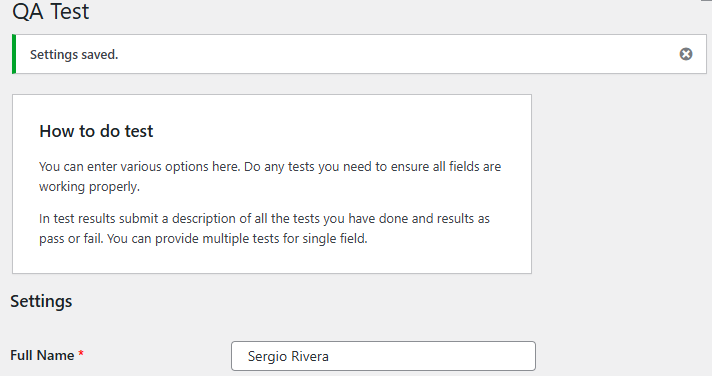 QA Test
Settings saved.
How to do test
You can enter various options here. Do any tests you need to ensure all fields are
working properly.
In test results submit a description of all the tests you have done and results as
pass or fail. You can provide multiple tests for single field.
Settings
Full Name * Sergio Rivera